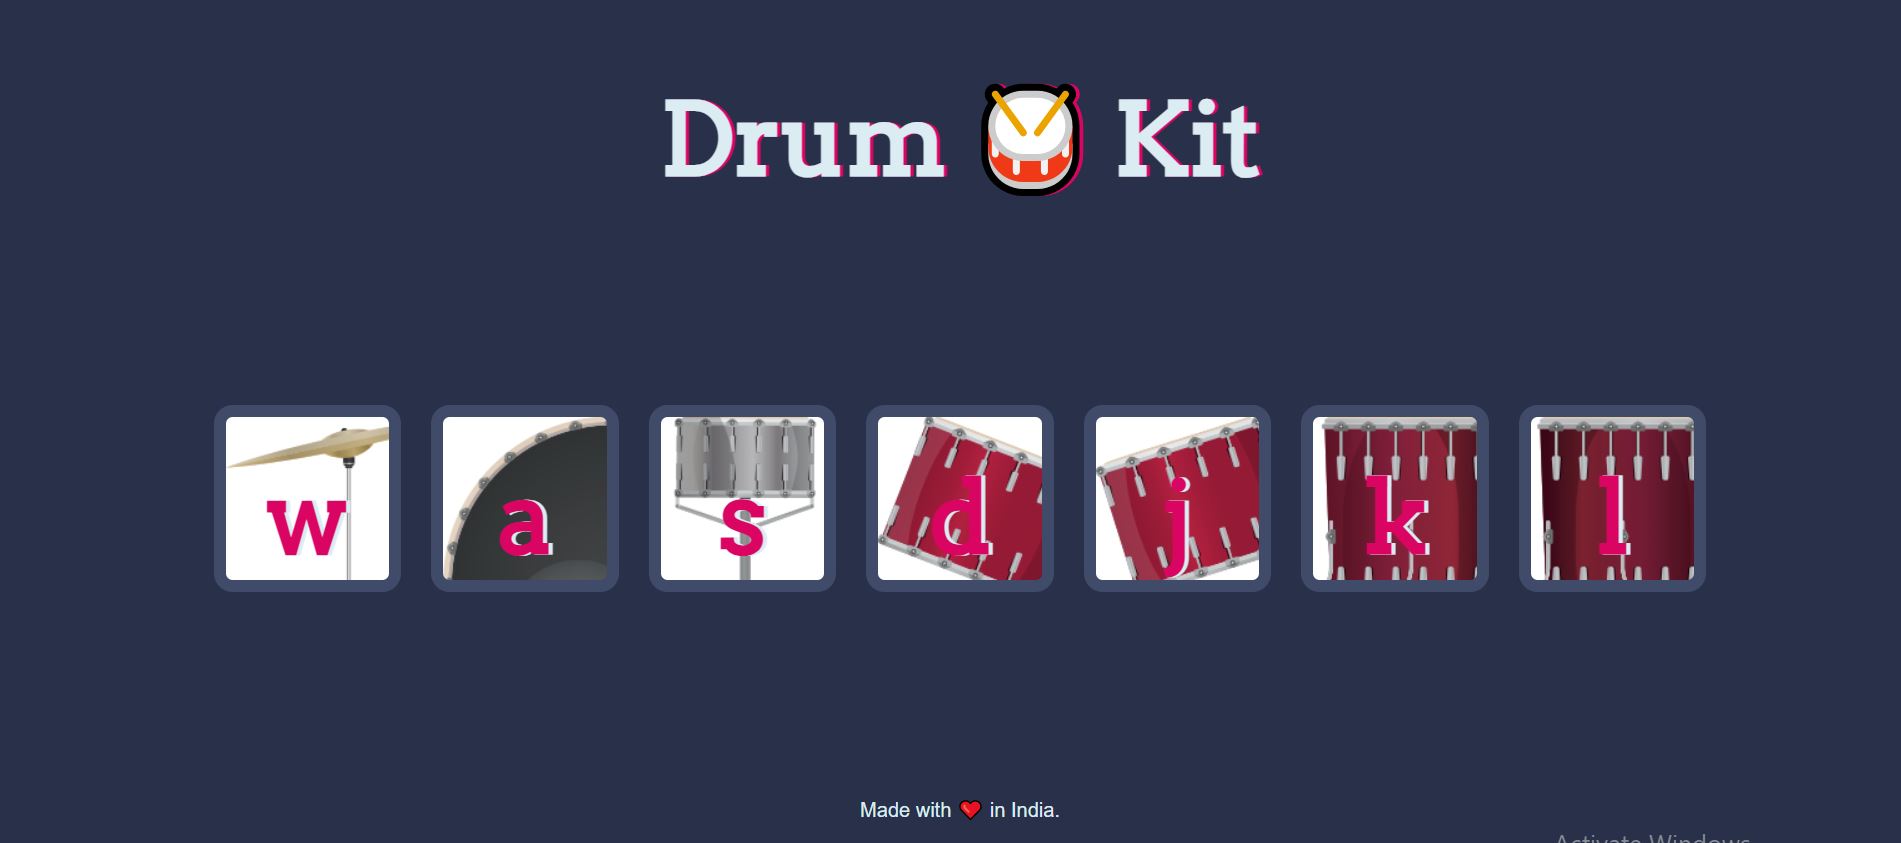 Drum 🥁 Kit
w a s d j k l
Made with ❤️ in India.
Activate Windows